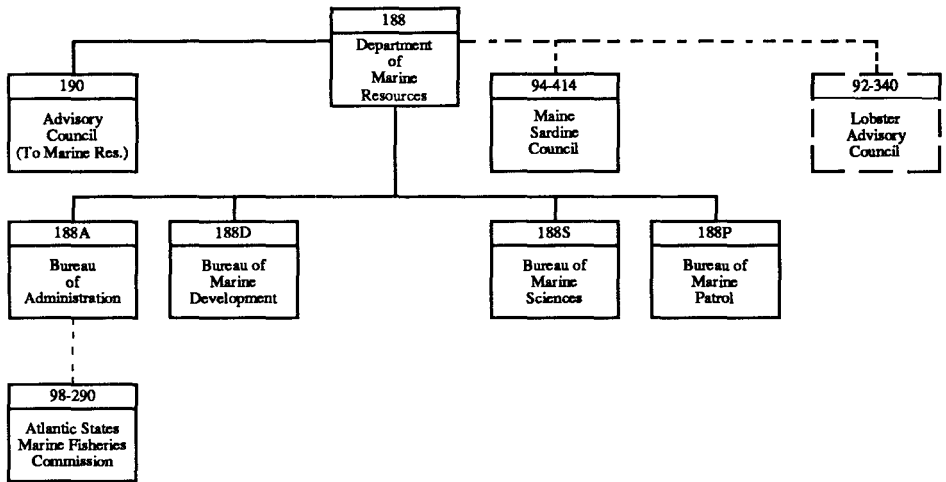 188
Department
of
Marine
Resources
190
Advisory
Council
(To Marine Res.)
94-414
Maine
Sardine
Council
92-340
Lobster
Advisory
Council
188A
Bureau
of
Administration
188D
Bureau of
Marine
Development
188S
Bureau of
Marine
Sciences
188P
Bureau of
Marine
Patrol
98-290
Atlantic States
Marine Fisheries
Commission